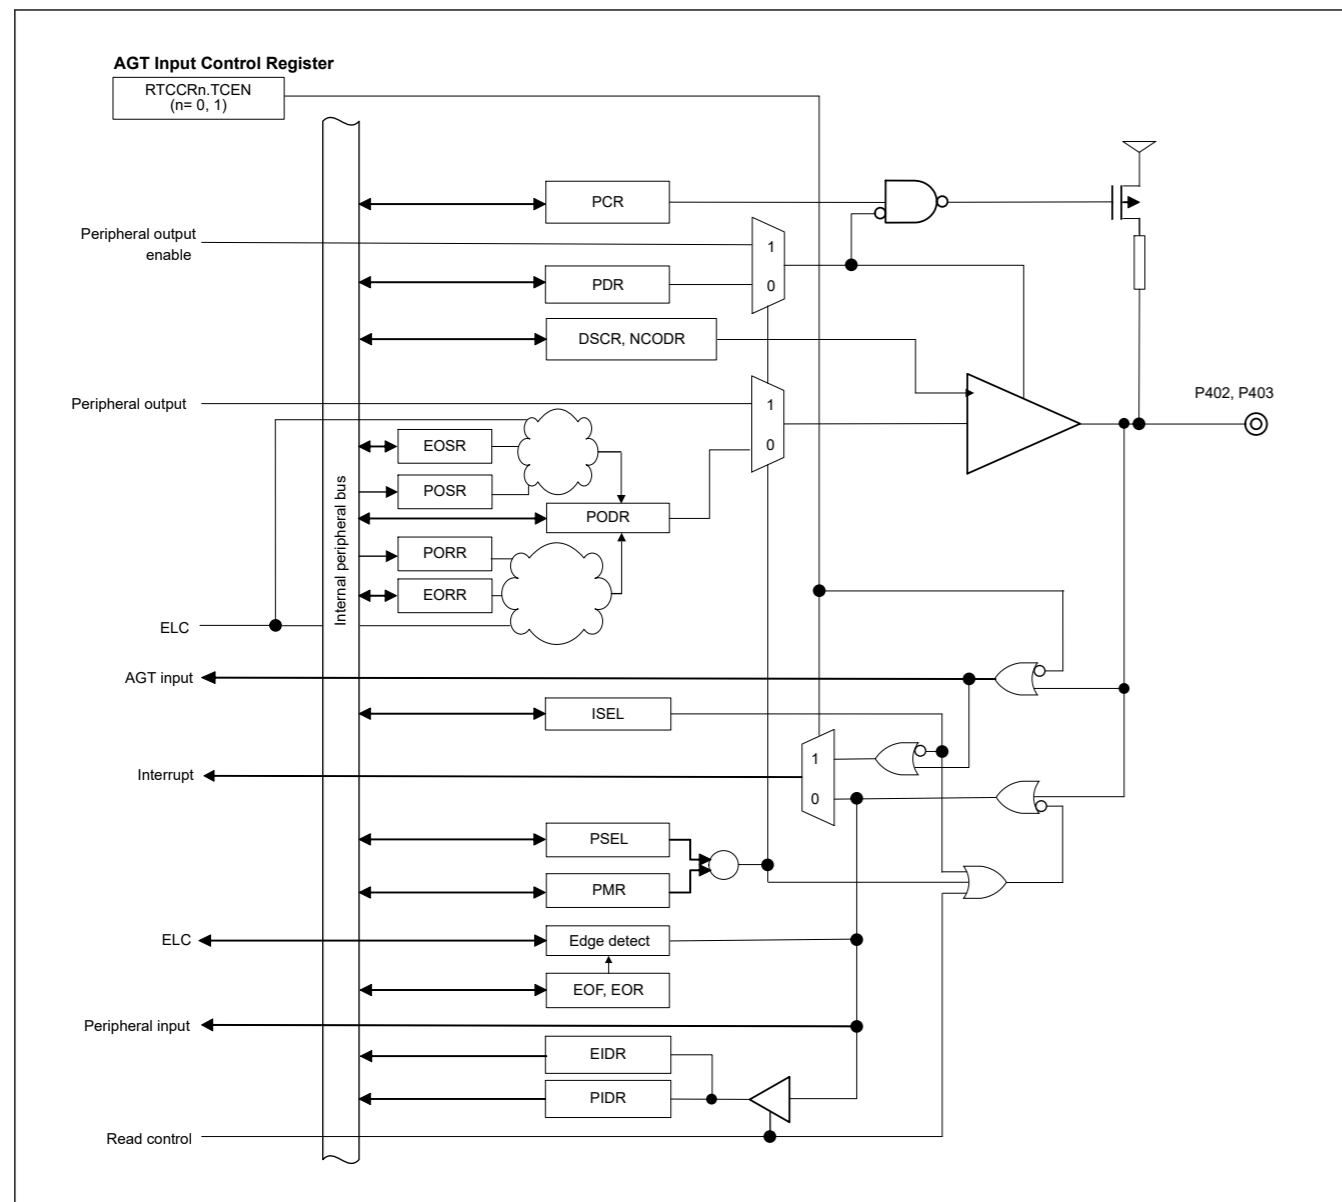 AGT Input Control Register
RTCCRn.TCEN
(n= 0, 1)
PCR
Peripheral output
enable
1
0
PDR
DSCR, NCODR
P402, P403
Peripheral output
1
0
EOSR
POSR
PODR
Internal peripheral bus
PORR
EORR
ELC
AGT input
ISEL
1
Interrupt
0
PSEL
PMR
ELC
Edge detect
EOF, EOR
Peripheral input
EIDR
PIDR
Read control